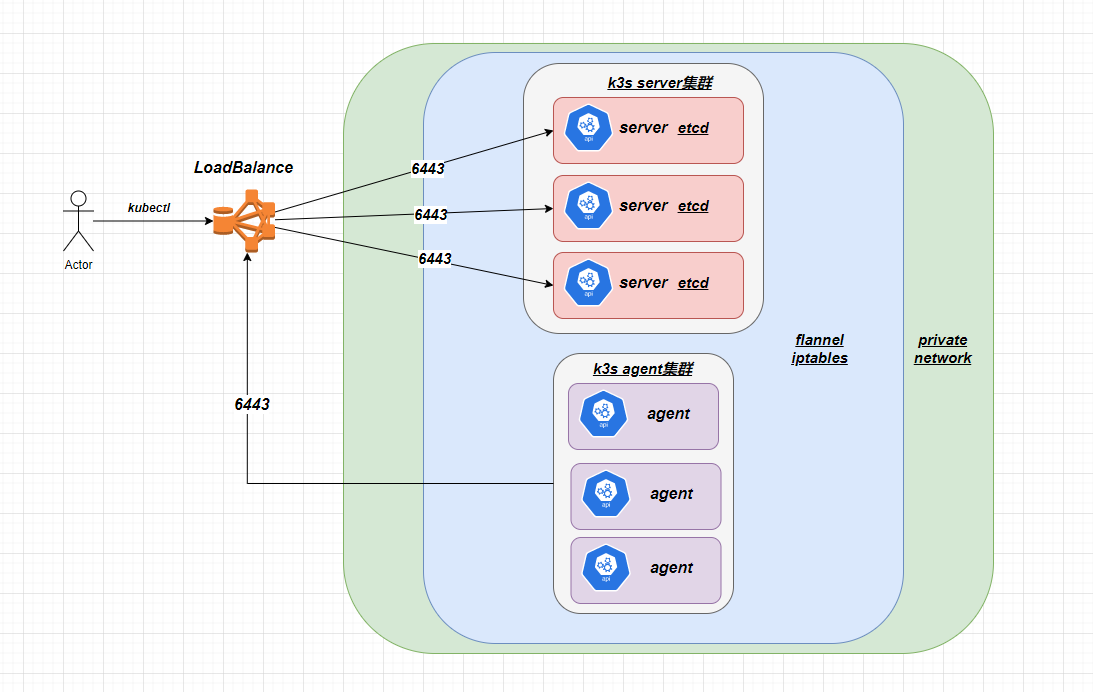 k3s server集群
api
server etcd
LoadBalance
6443
api
server etcd
kubectl
6443
6443
Actor
api
server etcd
flannel
iptables
private
network
k3s agent集群
6443
api
agent
api
agent
api
agent